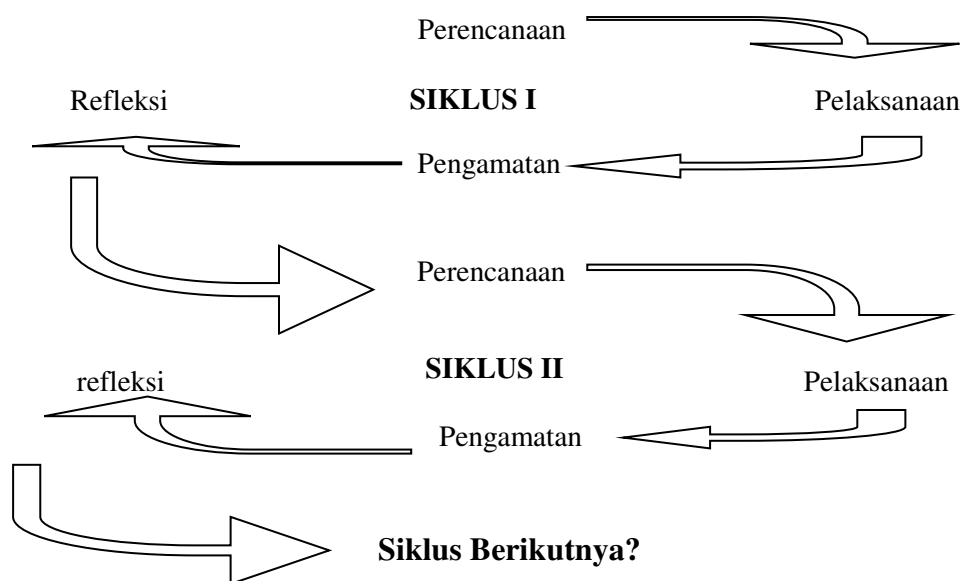 Perencanaan
Refleksi
SIKLUS I
Pelaksanaan
Pengamatan
Perencanaan
SIKLUS II
refleksi
Pelaksanaan
Pengamatan
Siklus Berikutnya?